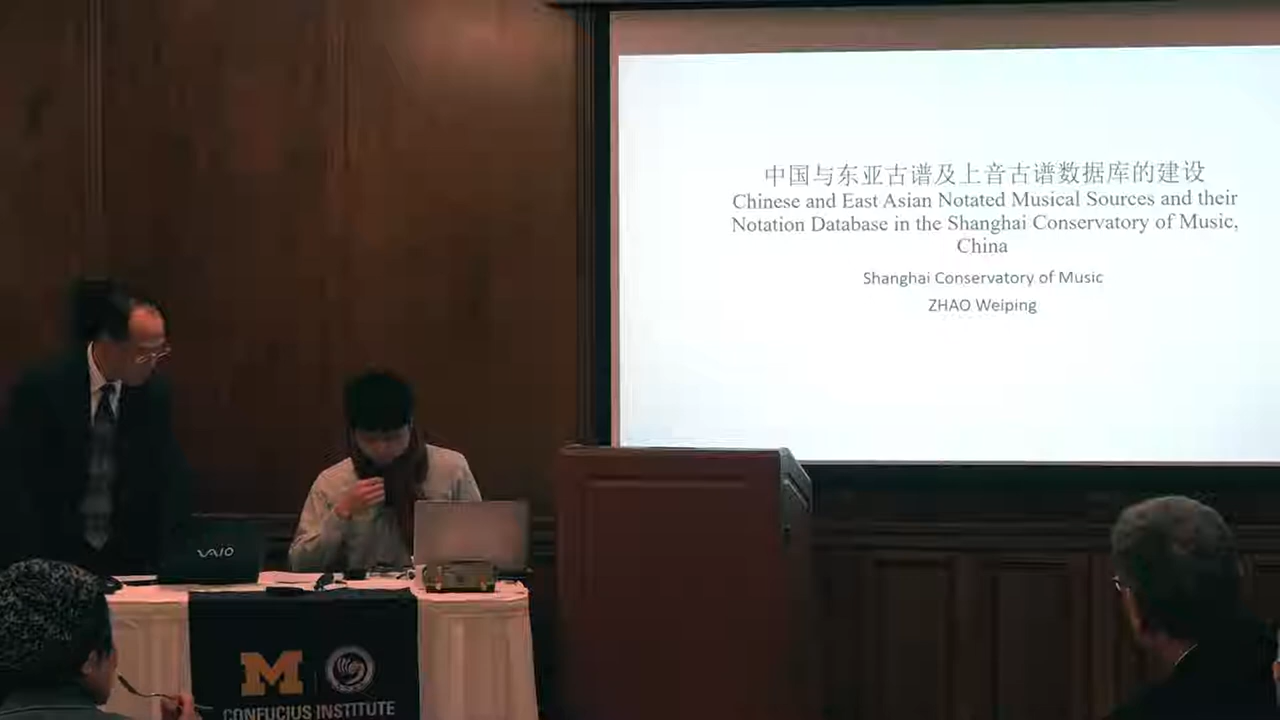 中国与东亚古谱及上音古谱数据库的建设
Chinese and East Asian Notated Musical Sources and their
Notation Database in the Shanghai Conservatory of Music,
China
Shanghai Conservatory of Music
ZHAO Weiping
VAIO
M
CONFUCIUS INSTITUTE